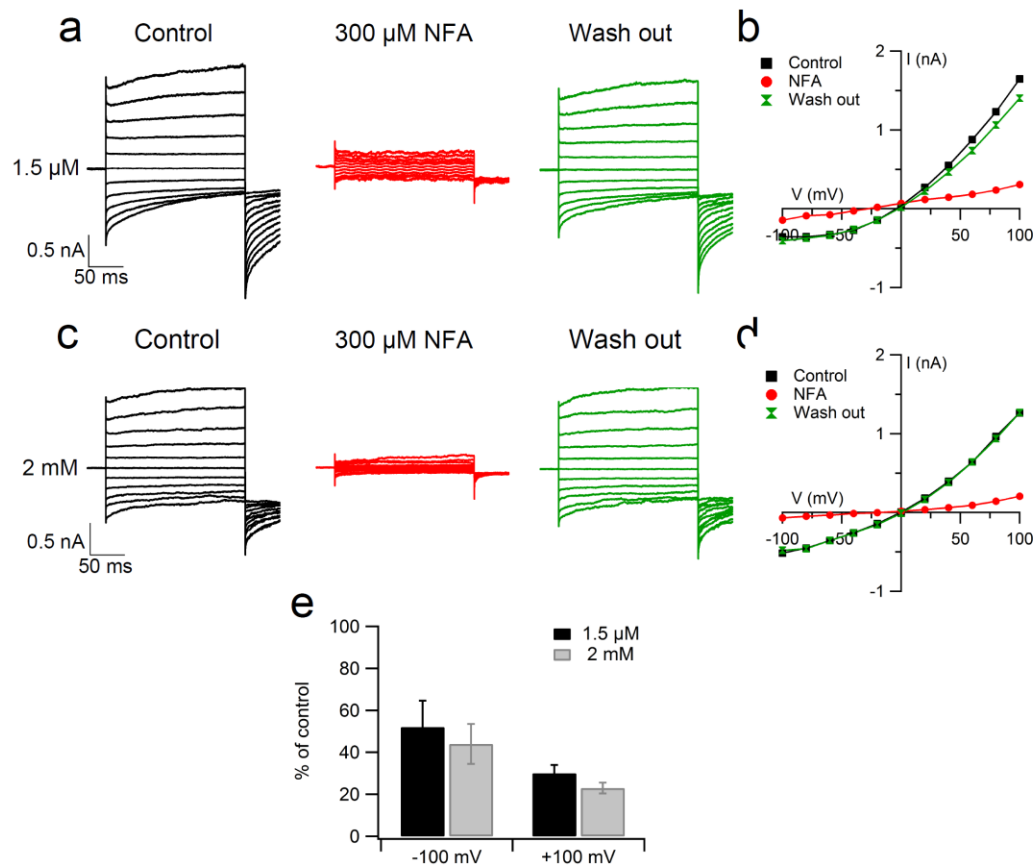 a
Control
300 µM NFA
Wash out
1.5 µM
0.5 nA
50 ms
b
Control
NFA
Wash out
I (nA)
2
1
V (mV)
-100
-50
50
100
-1
c
Control
300 µM NFA
Wash out
2 mM
0.5 nA
50 ms
d
Control
NFA
Wash out
I (nA)
2
1
V (mV)
-100
-50
50
100
-1
e
% of control
100
80
60
40
20
0
1.5 µM
2 mM
-100 mV
+100 mV